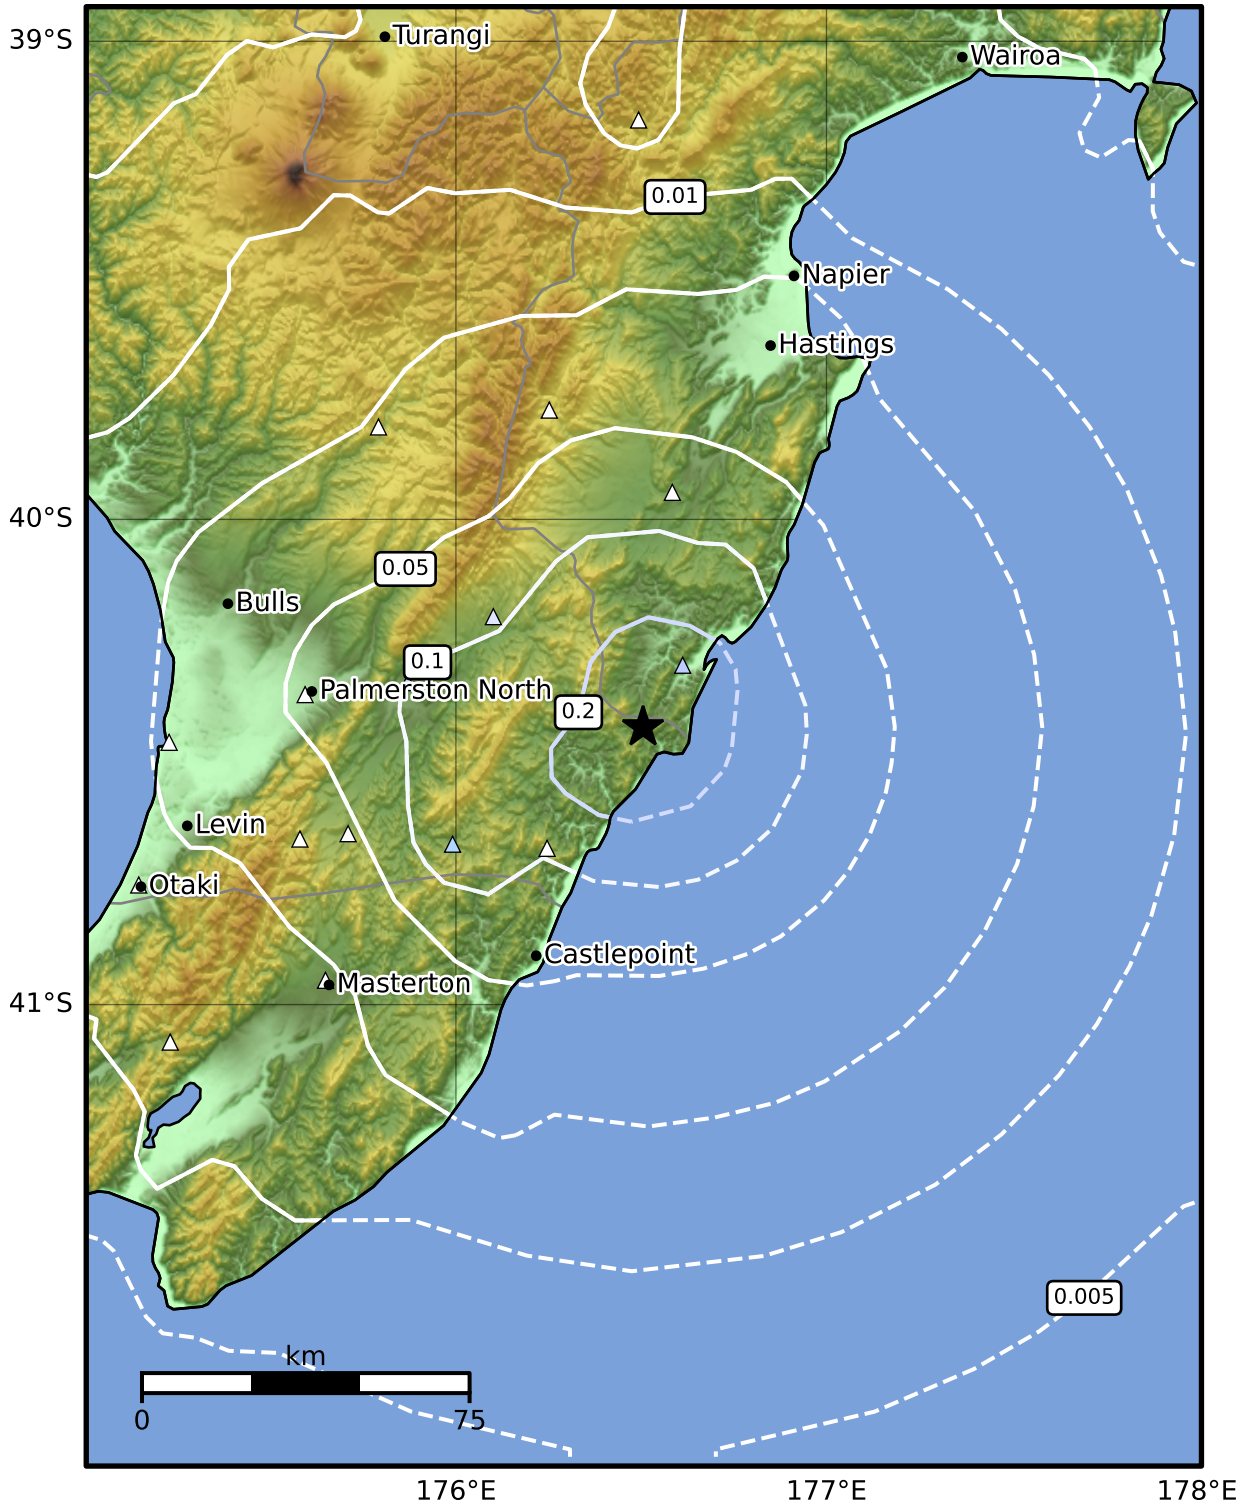 39°S
Turangi
Wairoa
0.01
Napier
Hastings
40°S
0.05
Bulls
0.1
Palmerston North
0.2
Levin
Otaki
Castlepoint
Masterton
41°S
0.005
km
0 75
176°E 177°E 178°E